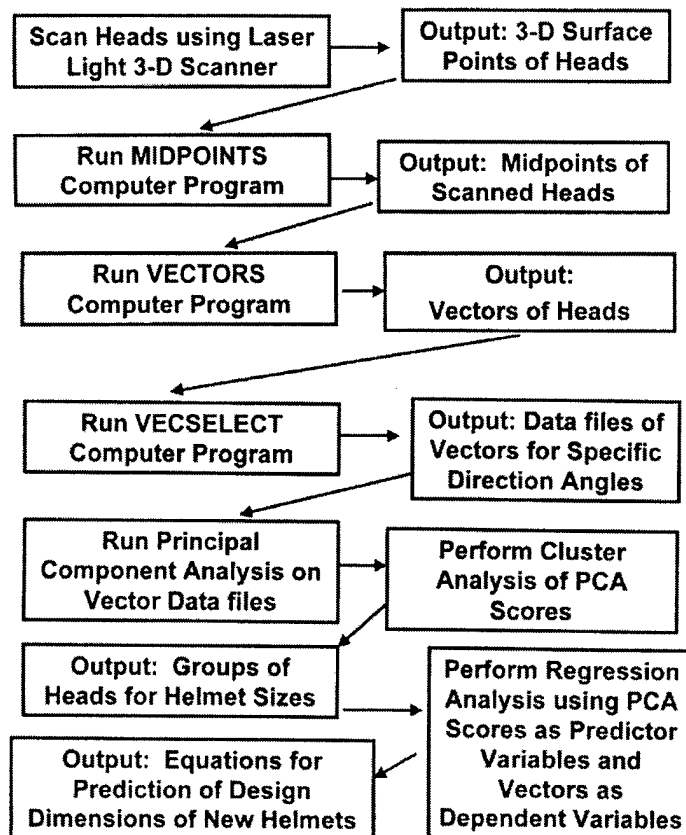 Scan Heads using Laser
Light 3-D Scanner
Output: 3-D Surface
Points of Heads
Run MIDPOINTS
Computer Program
Output: Midpoints of
Scanned Heads
Run VECTORS
Computer Program
Output:
Vectors of Heads
Run VECSELECT
Computer Program
Output: Data files of
Vectors for Specific
Direction Angles
Run Principal
Component Analysis on
Vector Data files
Perform Cluster
Analysis of PCA
Scores
Output: Groups of
Heads for Helmet Sizes
Perform Regression
Analysis using PCA
Scores as Predictor
Variables and
Vectors as
Dependent Variables
Output: Equations for
Prediction of Design
Dimensions of New Helmets